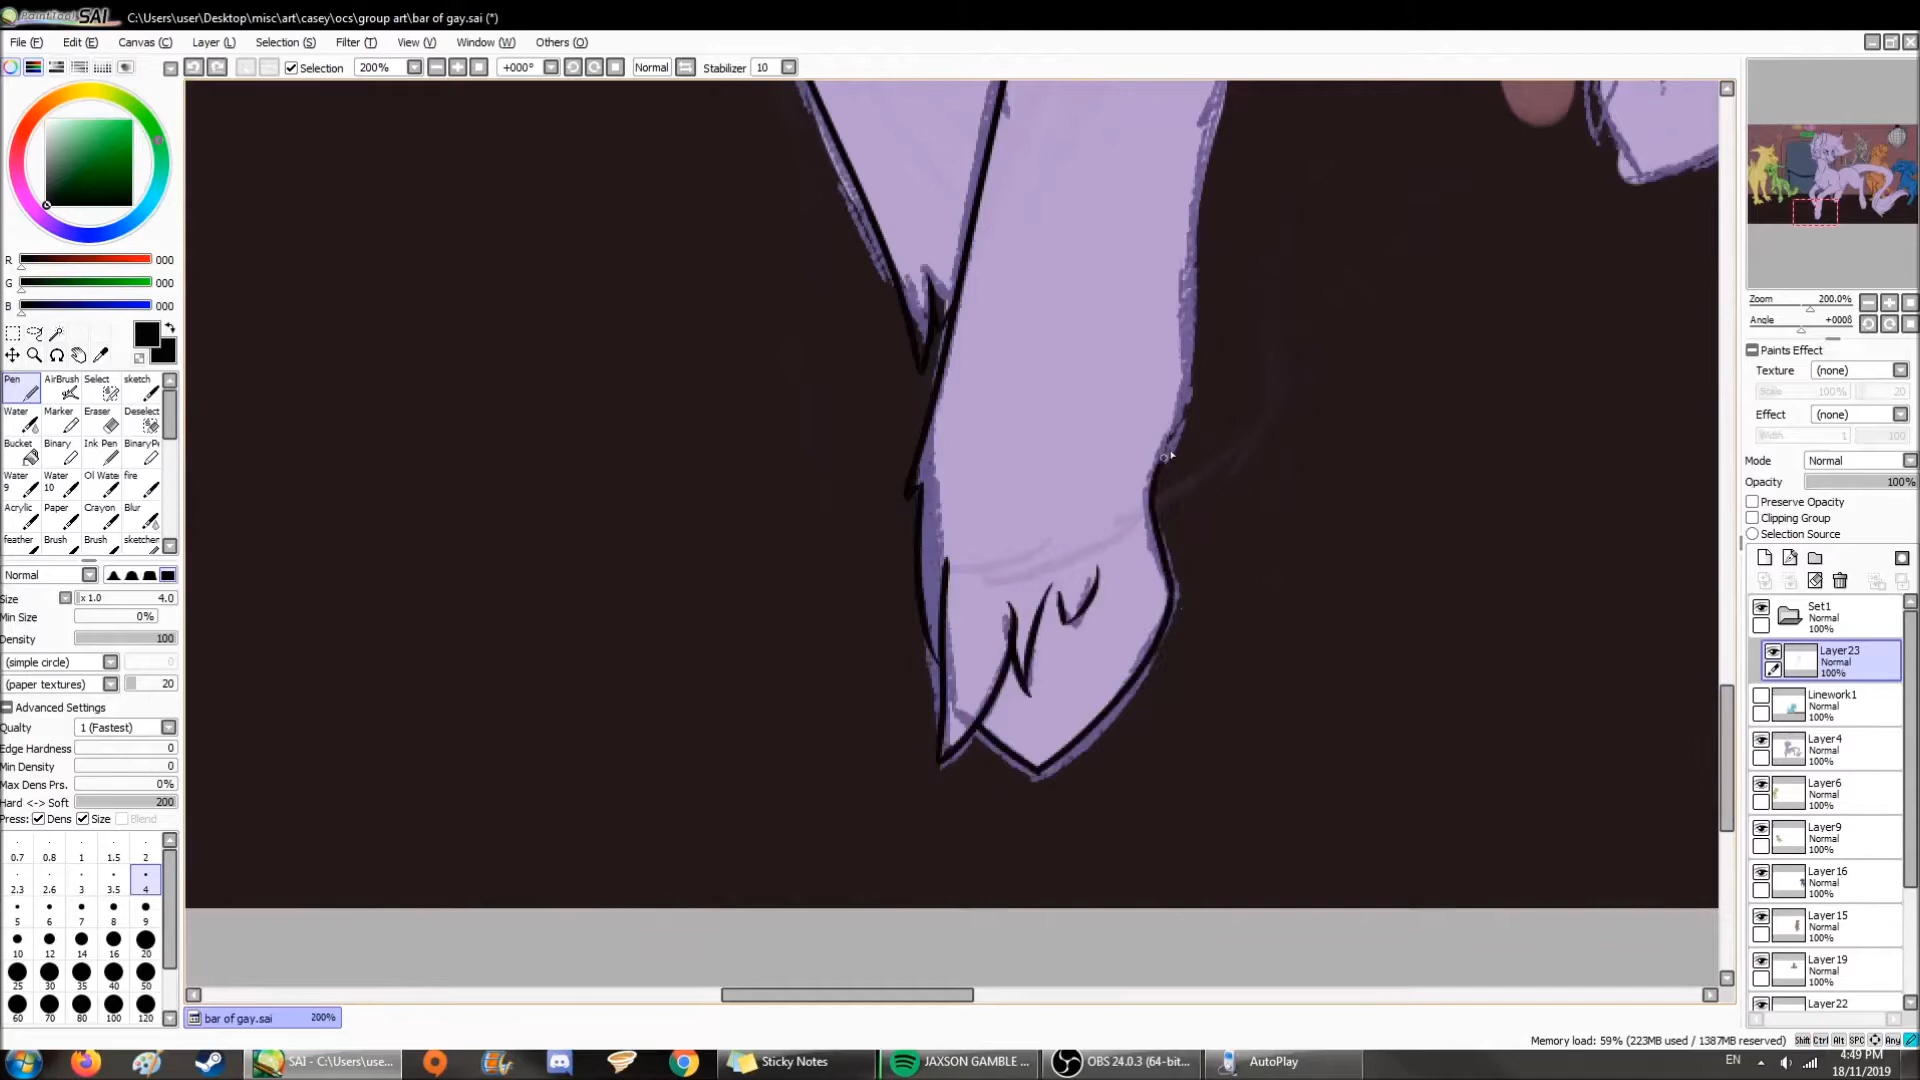 PaintTool SAI C:\Users\user\Desktop\misc\art\casey\ocs\group art\bar of gay.sai (*)
File (F) Edit (E) Canvas (C) Layer (L) Selection (S) Filter (T) View (V) Window (W) Others (O)
Selection 200% +000° Normal Stabilizer 10
R 000
G 000
B 000
Pen AirBrush Select sketch
Water Marker Eraser Deselect
Bucket Binary Ink Pen BinaryPe
Water 9 Water 10 Ol Wate fire
Acrylic Paper Crayon Blur
feather Brush Brush sketcher
Normal
Size x 1.0 4.0
Min Size 0%
Density 100
(simple circle) 0
(paper textures) 20
Advanced Settings
Qualty 1 (Fastest)
Edge Hardness 0
Min Density 0
Max Dens Prs. 0%
Hard <-> Soft 200
Press: Dens Size Blend
0.7 0.8 1 1.5 2
2.3 2.6 3 3.5 4
5 6 7 8 9
10 12 14 16 20
25 30 35 40 50
60 70 80 100 120
Zoom 200.0%
Angle +000δ
Paints Effect
Texture (none)
Scale 100% 20
Effect (none)
Width 1 100
Mode Normal
Opacity 100%
Preserve Opacity
Clipping Group
Selection Source
Set1
Normal
100%
Layer23
Normal
100%
Linework1
Normal
100%
Layer4
Normal
100%
Layer6
Normal
100%
Layer9
Normal
100%
Layer16
Normal
100%
Layer15
Normal
100%
Layer19
Normal
100%
Layer22
bar of gay.sai 200%
Memory load: 59% (223MB used / 1387MB reserved) Shift Ctrl Alt SPC Any
SAI - C:\Users\use... Sticky Notes JAXSON GAMBLE ... OBS 24.0.3 (64-bit... AutoPlay EN 4:49 PM
18/11/2019